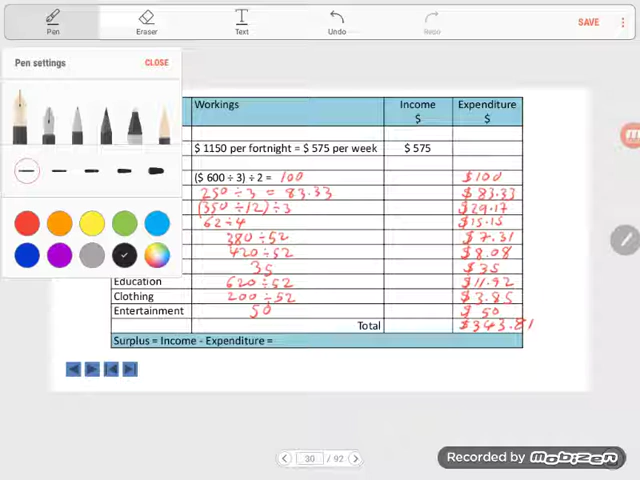 Pen
Eraser
Text
Undo
Redo
SAVE
Pen settings
CLOSE
Workings
Income $
Expenditure $
$ 1150 per fortnight = $ 575 per week
$ 575
($ 600 ÷ 3) ÷ 2 = 100
$100
250 ÷ 3 = 83.33
$83.33
(350 ÷ 12) ÷ 3
$29.17
62 ÷ 4
$15.15
380 ÷ 52
$7.31
420 ÷ 52
$8.08
35
$35
Education
620 ÷ 52
$11.92
Clothing
200 ÷ 52
$3.85
Entertainment
50
$50
Total
$343.81
Surplus = Income - Expenditure =
30 / 92
Recorded by Mobizen